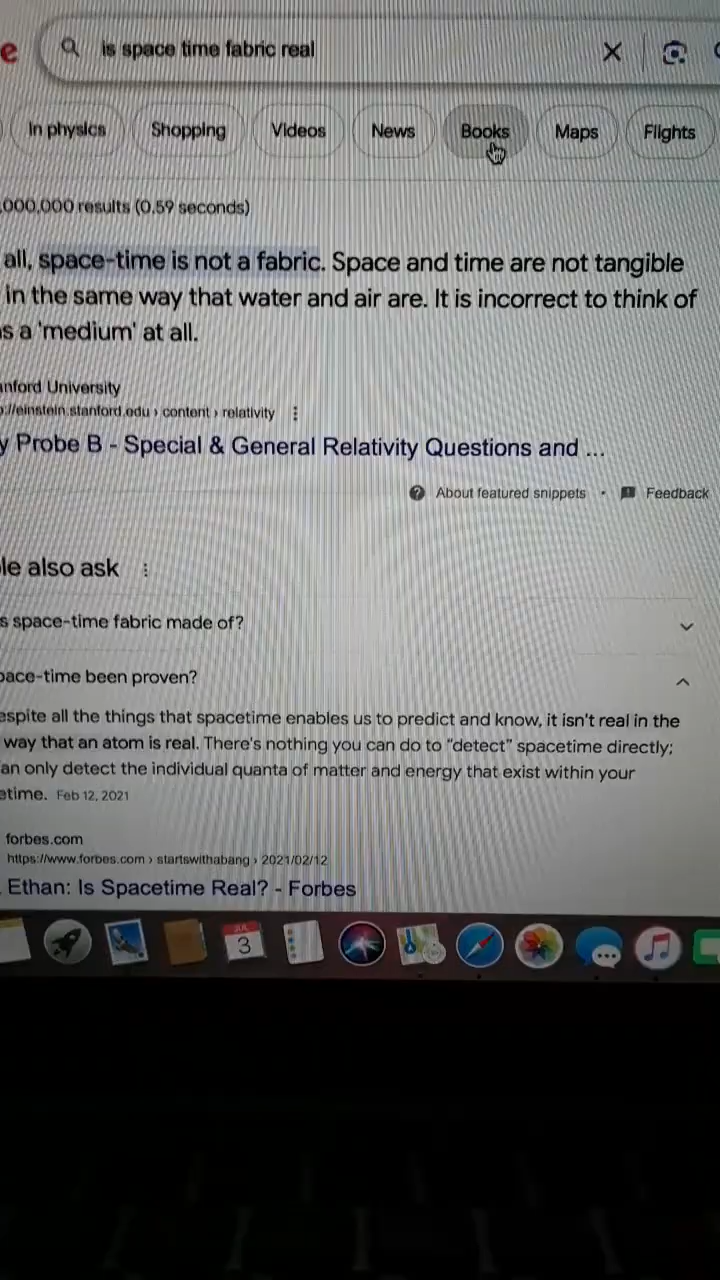 e is space time fabric real
In physics Shopping Videos News Books Maps Flights
,000,000 results (0.59 seconds)
all, space-time is not a fabric. Space and time are not tangible
in the same way that water and air are. It is incorrect to think of
s a 'medium' at all.
nford University
://einstein.stanford.edu › content › relativity
y Probe B - Special & General Relativity Questions and ...
About featured snippets • Feedback
le also ask
s space-time fabric made of?
pace-time been proven?
espite all the things that spacetime enables us to predict and know, it isn't real in the
way that an atom is real. There's nothing you can do to "detect" spacetime directly;
an only detect the individual quanta of matter and energy that exist within your
etime. Feb 12, 2021
forbes.com
https://www.forbes.com › startswithabang › 2021/02/12
Ethan: Is Spacetime Real? - Forbes
JUL
3